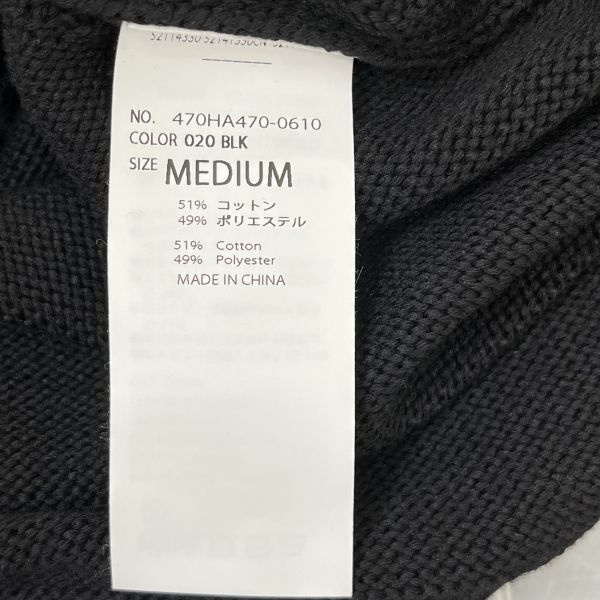 NO. 470HA470-0610
COLOR 020 BLK
SIZE MEDIUM
51% コットン
49% ポリエステル
51% Cotton
49% Polyester
MADE IN CHINA